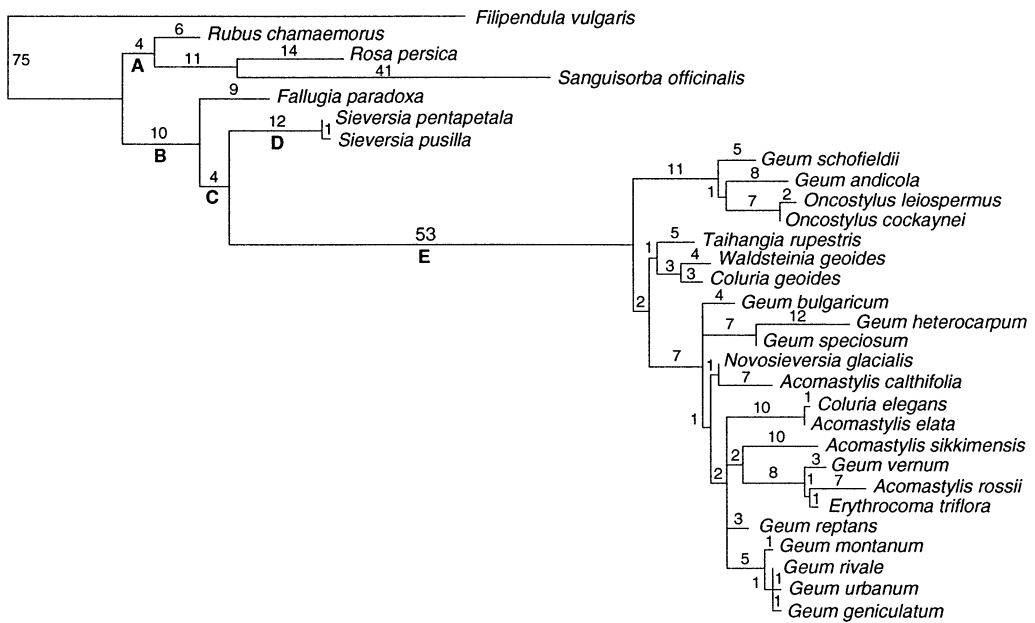 Filipendula vulgaris
75
4
6
Rubus chamaemorus
A
11
14
Rosa persica
41
Sanguisorba officinalis
9
Fallugia paradoxa
10
B
12
1
Sieversia pentapetala
D
Sieversia pusilla
4
C
53
E
11
5
Geum schofieldii
1
8
Geum andicola
7
2
Oncostylus leiospermus
Oncostylus cockaynei
1
5
Taihangia rupestris
3
4
Waldsteinia geoides
3
Coluria geoides
2
4
Geum bulgaricum
7
12
Geum heterocarpum
Geum speciosum
7
1
Novosieversia glacialis
7
Acomastylis calthifolia
1
10
1
Coluria elegans
Acomastylis elata
2
10
Acomastylis sikkimensis
2
8
3
Geum vernum
1
7
Acomastylis rossii
1
Erythrocoma triflora
3
Geum reptans
5
1
Geum montanum
Geum rivale
1
1
Geum urbanum
1
Geum geniculatum